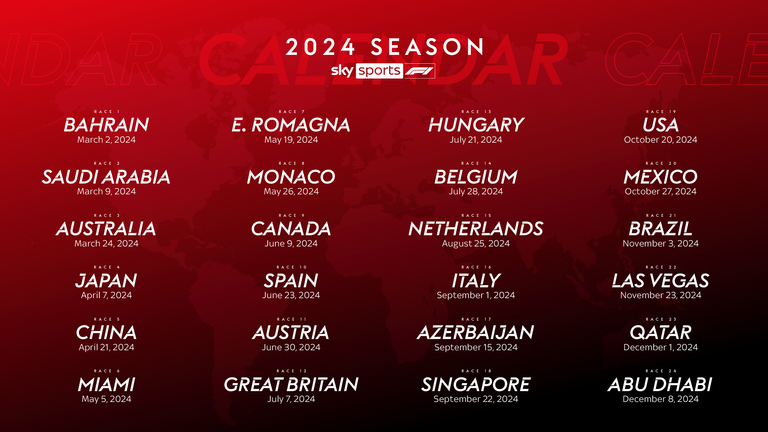 CALENDAR
2024 SEASON
sky sports F1
RACE 1
BAHRAIN
March 2, 2024
RACE 2
SAUDI ARABIA
March 9, 2024
RACE 3
AUSTRALIA
March 24, 2024
RACE 4
JAPAN
April 7, 2024
RACE 5
CHINA
April 21, 2024
RACE 6
MIAMI
May 5, 2024
RACE 7
E. ROMAGNA
May 19, 2024
RACE 8
MONACO
May 26, 2024
RACE 9
CANADA
June 9, 2024
RACE 10
SPAIN
June 23, 2024
RACE 11
AUSTRIA
June 30, 2024
RACE 12
GREAT BRITAIN
July 7, 2024
RACE 13
HUNGARY
July 21, 2024
RACE 14
BELGIUM
July 28, 2024
RACE 15
NETHERLANDS
August 25, 2024
RACE 16
ITALY
September 1, 2024
RACE 17
AZERBAIJAN
September 15, 2024
RACE 18
SINGAPORE
September 22, 2024
RACE 19
USA
October 20, 2024
RACE 20
MEXICO
October 27, 2024
RACE 21
BRAZIL
November 3, 2024
RACE 22
LAS VEGAS
November 23, 2024
RACE 23
QATAR
December 1, 2024
RACE 24
ABU DHABI
December 8, 2024